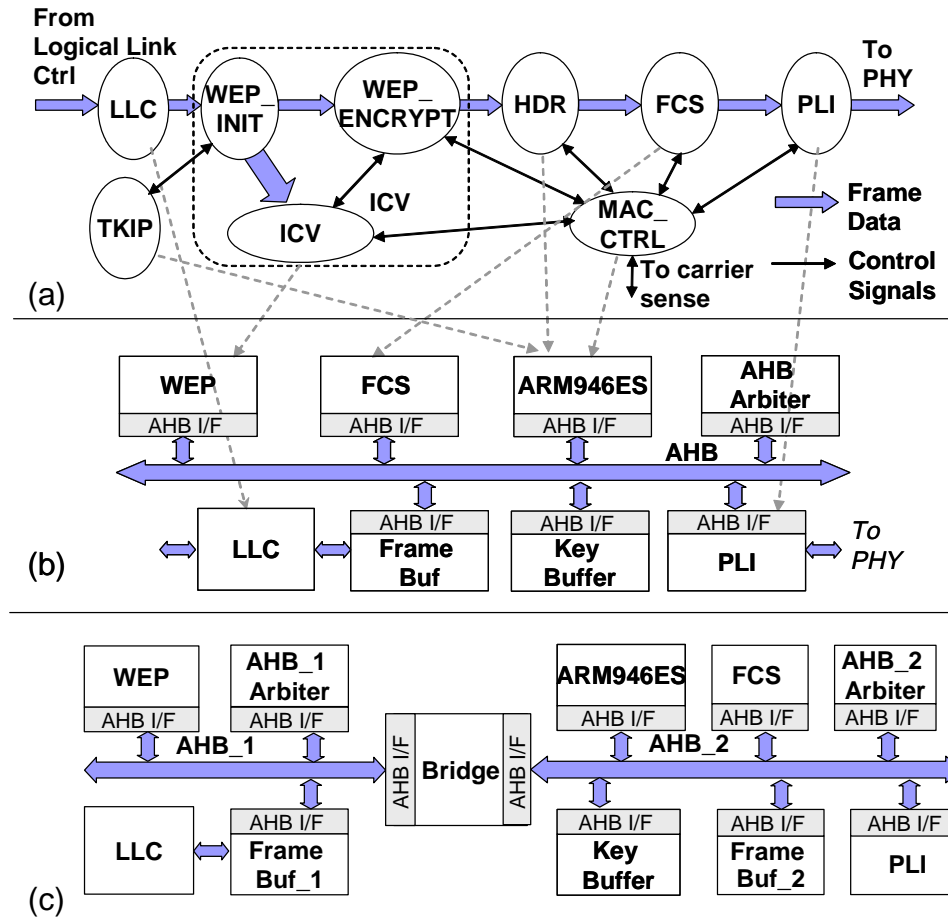 From
Logical Link
Ctrl
To
PHY
LLC
WEP_
INIT
WEP_
ENCRYPT
HDR
FCS
PLI
TKIP
ICV
ICV
MAC_
CTRL
Frame
Data
To carrier
sense
Control
Signals
(a)
WEP
AHB I/F
FCS
AHB I/F
ARM946ES
AHB I/F
AHB
Arbiter
AHB I/F
AHB
LLC
AHB I/F
Frame
Buf
AHB I/F
Key
Buffer
AHB I/F
PLI
To
PHY
(b)
WEP
AHB I/F
AHB_1
Arbiter
AHB I/F
ARM946ES
AHB I/F
FCS
AHB I/F
AHB_2
Arbiter
AHB I/F
AHB_1
AHB I/F
Bridge
AHB I/F
AHB_2
LLC
AHB I/F
Frame
Buf_1
AHB I/F
Key
Buffer
AHB I/F
Frame
Buf_2
AHB I/F
PLI
(c)